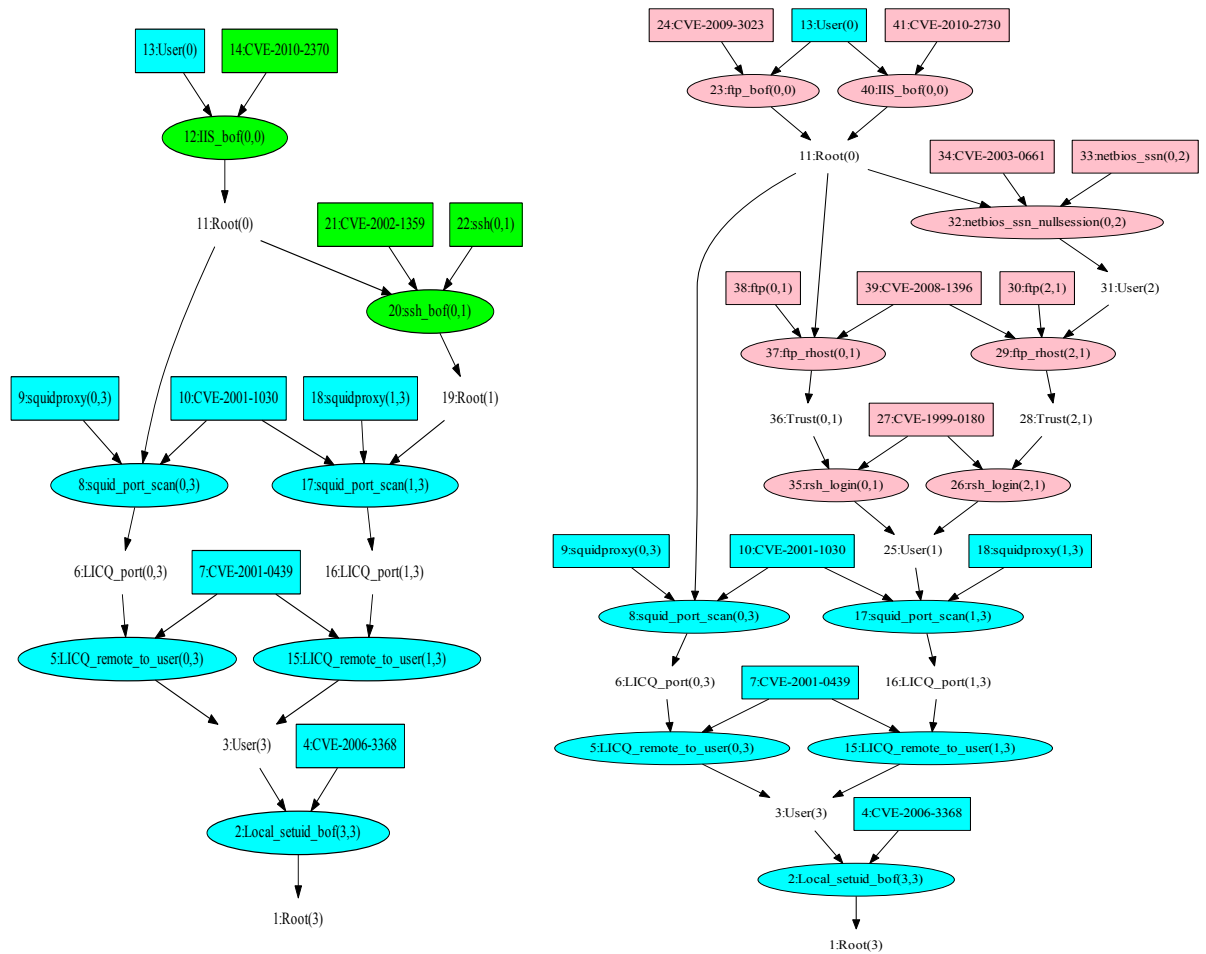 13:User(0)
14:CVE-2010-2370
12:IIS_bof(0,0)
11:Root(0)
21:CVE-2002-1359
22:ssh(0,1)
20:ssh_bof(0,1)
9:squidproxy(0,3)
10:CVE-2001-1030
18:squidproxy(1,3)
19:Root(1)
8:squid_port_scan(0,3)
17:squid_port_scan(1,3)
6:LICQ_port(0,3)
7:CVE-2001-0439
16:LICQ_port(1,3)
5:LICQ_remote_to_user(0,3)
15:LICQ_remote_to_user(1,3)
3:User(3)
4:CVE-2006-3368
2:Local_setuid_bof(3,3)
1:Root(3)
24:CVE-2009-3023
13:User(0)
41:CVE-2010-2730
23:ftp_bof(0,0)
40:IIS_bof(0,0)
11:Root(0)
34:CVE-2003-0661
33:netbios_ssn(0,2)
32:netbios_ssn_nullsession(0,2)
38:ftp(0,1)
39:CVE-2008-1396
30:ftp(2,1)
31:User(2)
37:ftp_rhost(0,1)
29:ftp_rhost(2,1)
36:Trust(0,1)
27:CVE-1999-0180
28:Trust(2,1)
35:rsh_login(0,1)
26:rsh_login(2,1)
9:squidproxy(0,3)
10:CVE-2001-1030
25:User(1)
18:squidproxy(1,3)
8:squid_port_scan(0,3)
17:squid_port_scan(1,3)
6:LICQ_port(0,3)
7:CVE-2001-0439
16:LICQ_port(1,3)
5:LICQ_remote_to_user(0,3)
15:LICQ_remote_to_user(1,3)
3:User(3)
4:CVE-2006-3368
2:Local_setuid_bof(3,3)
1:Root(3)